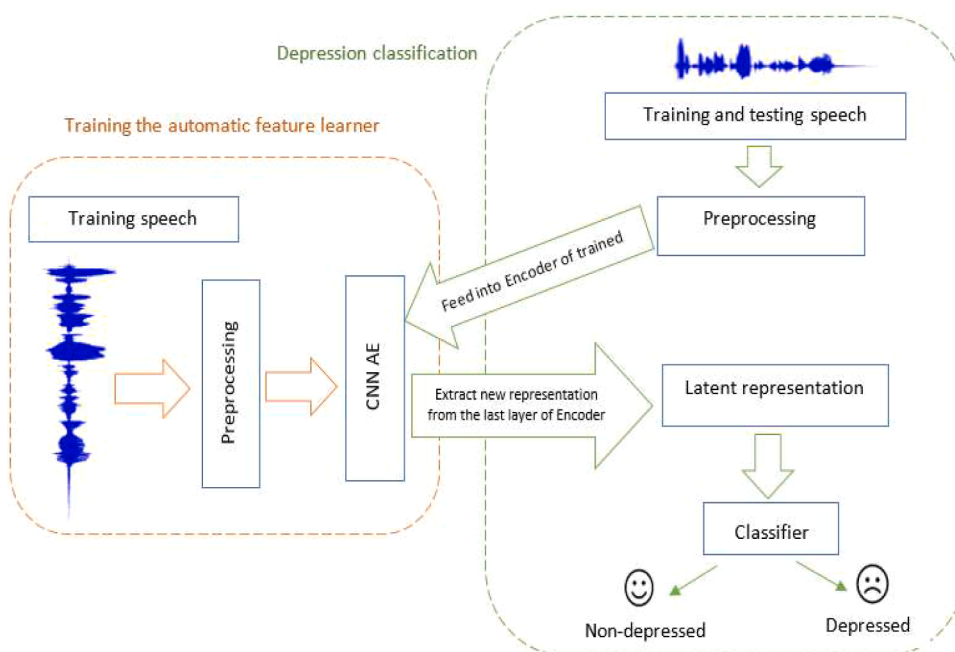 Depression classification
Training and testing speech
Training the automatic feature learner
Training speech
Preprocessing
Feed into Encoder of trained
Preprocessing
CNN AE
Extract new representation
from the last layer of Encoder
Latent representation
Classifier
Non-depressed
Depressed